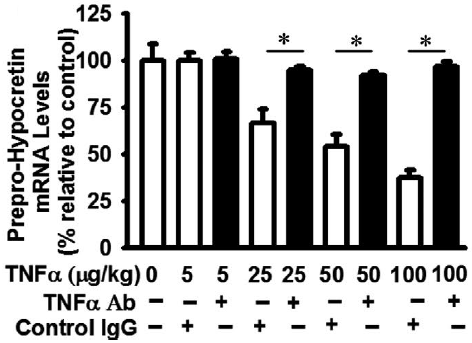 Prepro-Hypocretin
mRNA Levels
(% relative to control)
125
100
75
50
25
0
* * *
TNFα (µg/kg) 0 5 5 25 25 50 50 100 100
TNFα Ab − − + − + − + − +
Control IgG − + − + − + − + −